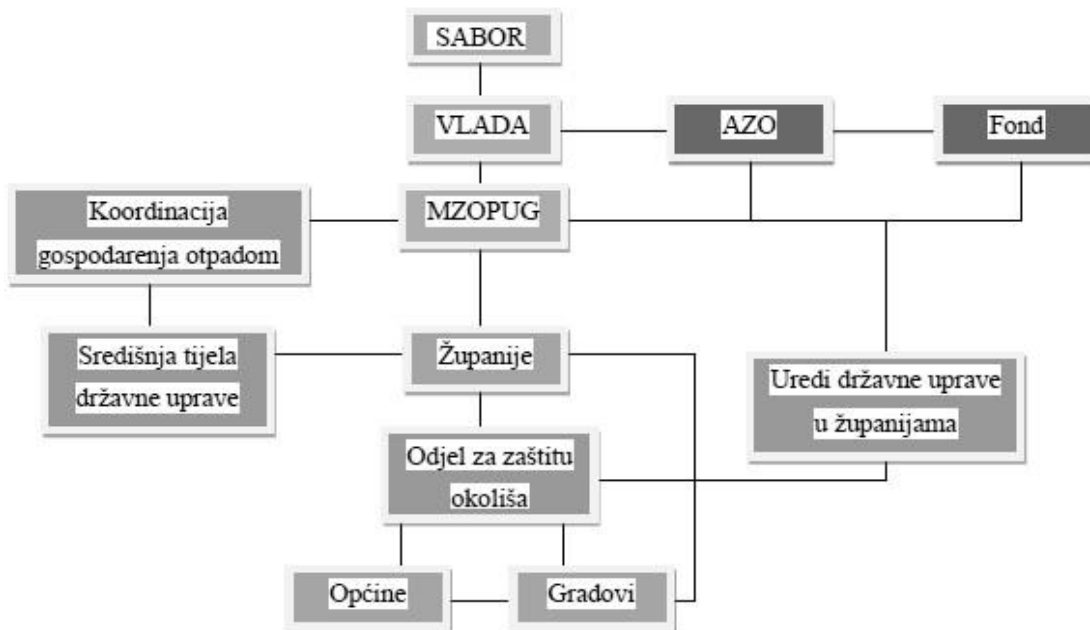 SABOR
VLADA
AZO
Fond
Koordinacija
gospodarenja otpadom
MZOPUG
Središnja tijela
državne uprave
Županije
Uredi državne uprave
u županijama
Odjel za zaštitu
okoliša
Općine
Gradovi